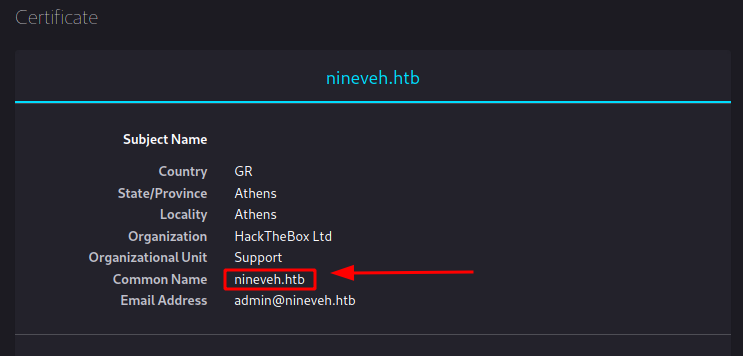 Certificate
nineveh.htb
Subject Name
Country GR
State/Province Athens
Locality Athens
Organization HackTheBox Ltd
Organizational Unit Support
Common Name nineveh.htb
Email Address admin@nineveh.htb